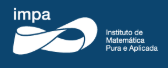 impa
Instituto de
Matemática
Pura e Aplicada